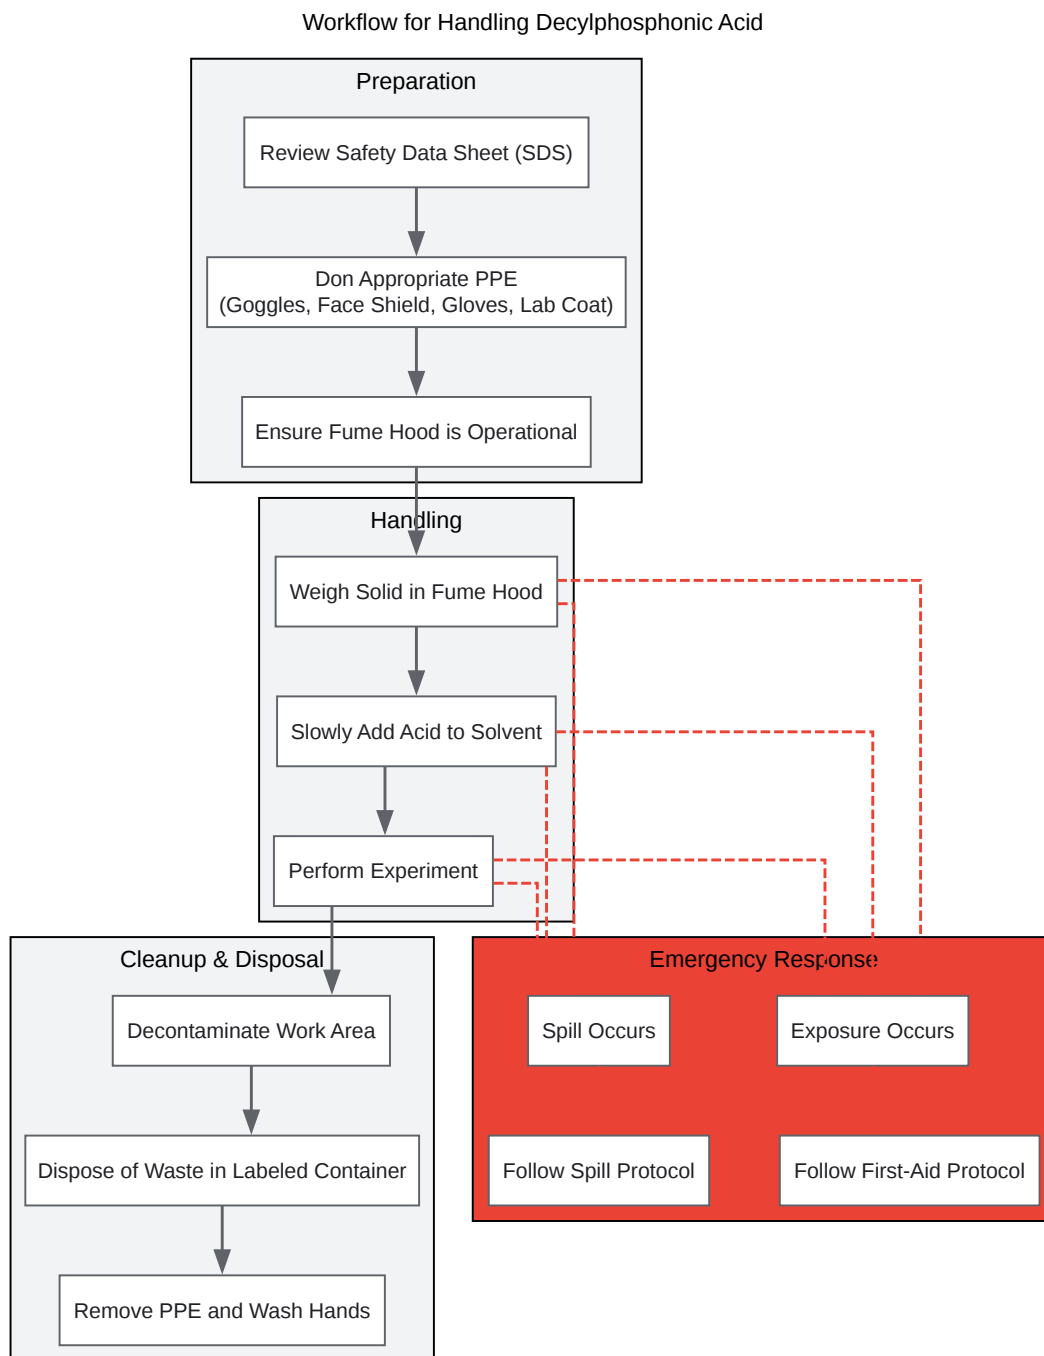 Workflow for Handling Decylphosphonic Acid
Preparation
Review Safety Data Sheet (SDS)
Don Appropriate PPE
(Goggles, Face Shield, Gloves, Lab Coat)
Ensure Fume Hood is Operational
Handling
Weigh Solid in Fume Hood
Slowly Add Acid to Solvent
Perform Experiment
Cleanup & Disposal
Decontaminate Work Area
Dispose of Waste in Labeled Container
Remove PPE and Wash Hands
Emergency Response
Spill Occurs
Exposure Occurs
Follow Spill Protocol
Follow First-Aid Protocol